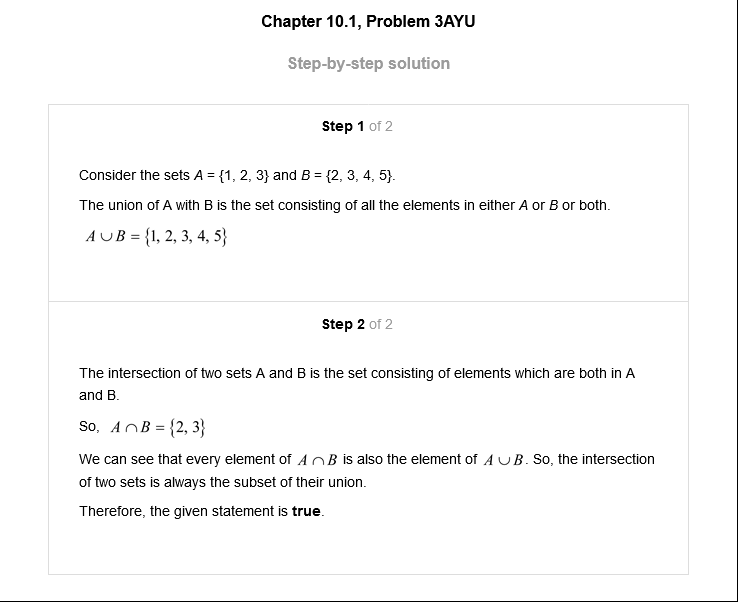 Chapter 10.1, Problem 3AYU
Step-by-step solution
Step 1 of 2
Consider the sets A = {1, 2, 3} and B = {2, 3, 4, 5}.
The union of A with B is the set consisting of all the elements in either A or B or both.
A ∪ B = {1, 2, 3, 4, 5}
Step 2 of 2
The intersection of two sets A and B is the set consisting of elements which are both in A
and B.
So, A ∩ B = {2, 3}
We can see that every element of A ∩ B is also the element of A ∪ B. So, the intersection
of two sets is always the subset of their union.
Therefore, the given statement is true.